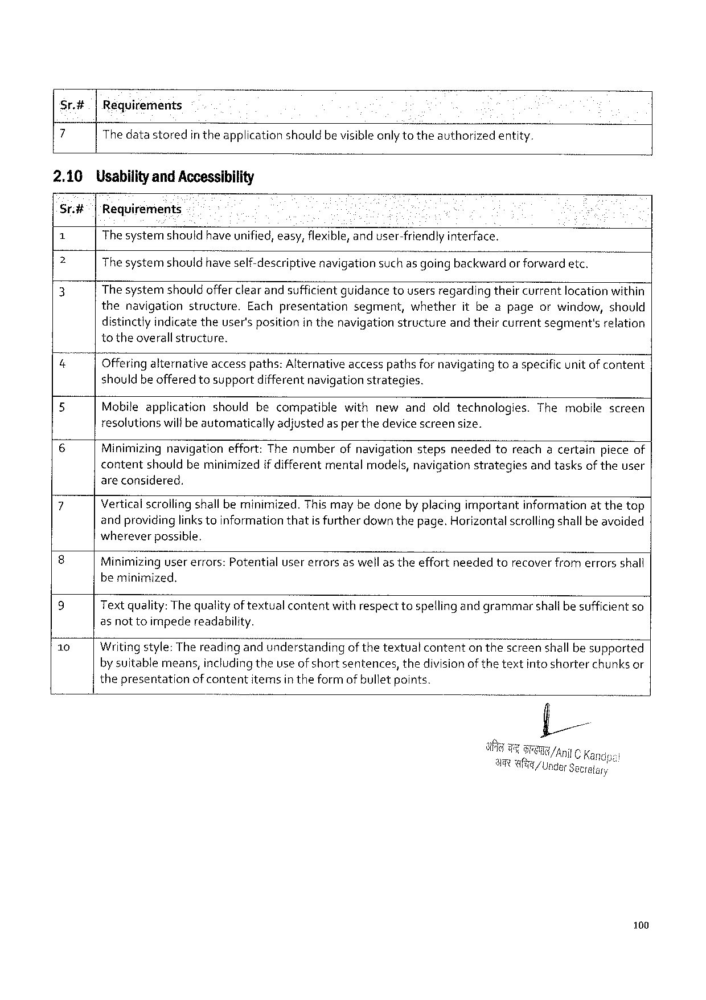 Sr.# Requirements
7 The data stored in the application should be visible only to the authorized entity.
2.10 Usability and Accessibility
Sr.# Requirements
1 The system should have unified, easy, flexible, and user-friendly interface.
2 The system should have self-descriptive navigation such as going backward or forward etc.
3 The system should offer clear and sufficient guidance to users regarding their current location within
the navigation structure. Each presentation segment, whether it be a page or window, should
distinctly indicate the user's position in the navigation structure and their current segment's relation
to the overall structure.
4 Offering alternative access paths: Alternative access paths for navigating to a specific unit of content
should be offered to support different navigation strategies.
5 Mobile application should be compatible with new and old technologies. The mobile screen
resolutions will be automatically adjusted as per the device screen size.
6 Minimizing navigation effort: The number of navigation steps needed to reach a certain piece of
content should be minimized if different mental models, navigation strategies and tasks of the user
are considered.
7 Vertical scrolling shall be minimized. This may be done by placing important information at the top
and providing links to information that is further down the page. Horizontal scrolling shall be avoided
wherever possible.
8 Minimizing user errors: Potential user errors as well as the effort needed to recover from errors shall
be minimized.
9 Text quality: The quality of textual content with respect to spelling and grammar shall be sufficient so
as not to impede readability.
10 Writing style: The reading and understanding of the textual content on the screen shall be supported
by suitable means, including the use of short sentences, the division of the text into shorter chunks or
the presentation of content items in the form of bullet points.
अनिल चन्द्र कान्डपाल/Anil C Kandpal
अवर सचिव/Under Secretary
100